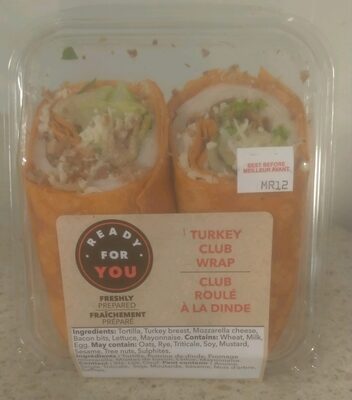 BEST BEFORE
MEILLEUR AVANT
MR12
READY
FOR
YOU
FRESHLY
PREPARED
FRAÎCHEMENT
PRÉPARÉ
TURKEY
CLUB
WRAP
CLUB
ROULÉ
À LA DINDE
Ingredients: Tortilla, Turkey breast, Mozzarella cheese,
Bacon bits, Lettuce, Mayonnaise. Contains: Wheat, Milk,
Egg. May contain: Oats, Rye, Triticale, Soy, Mustard,
Sesame, Tree nuts, Sulphites.